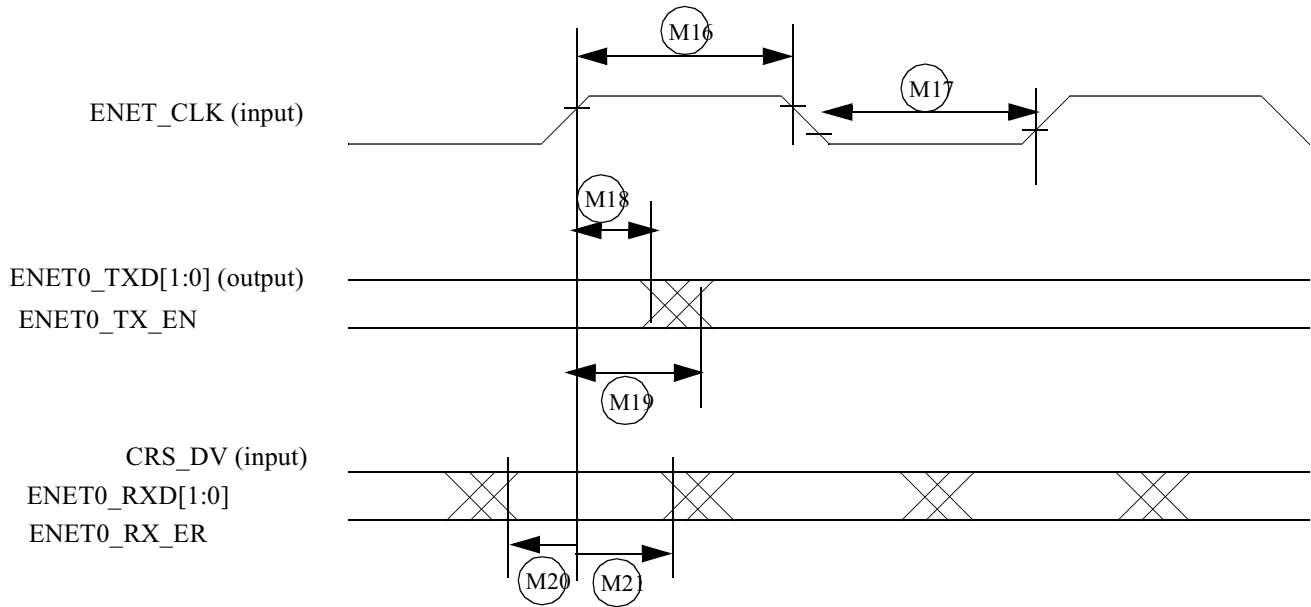 M16
M17
ENET_CLK (input)
M18
ENET0_TXD[1:0] (output)
ENET0_TX_EN
M19
CRS_DV (input)
ENET0_RXD[1:0]
ENET0_RX_ER
M20
M21